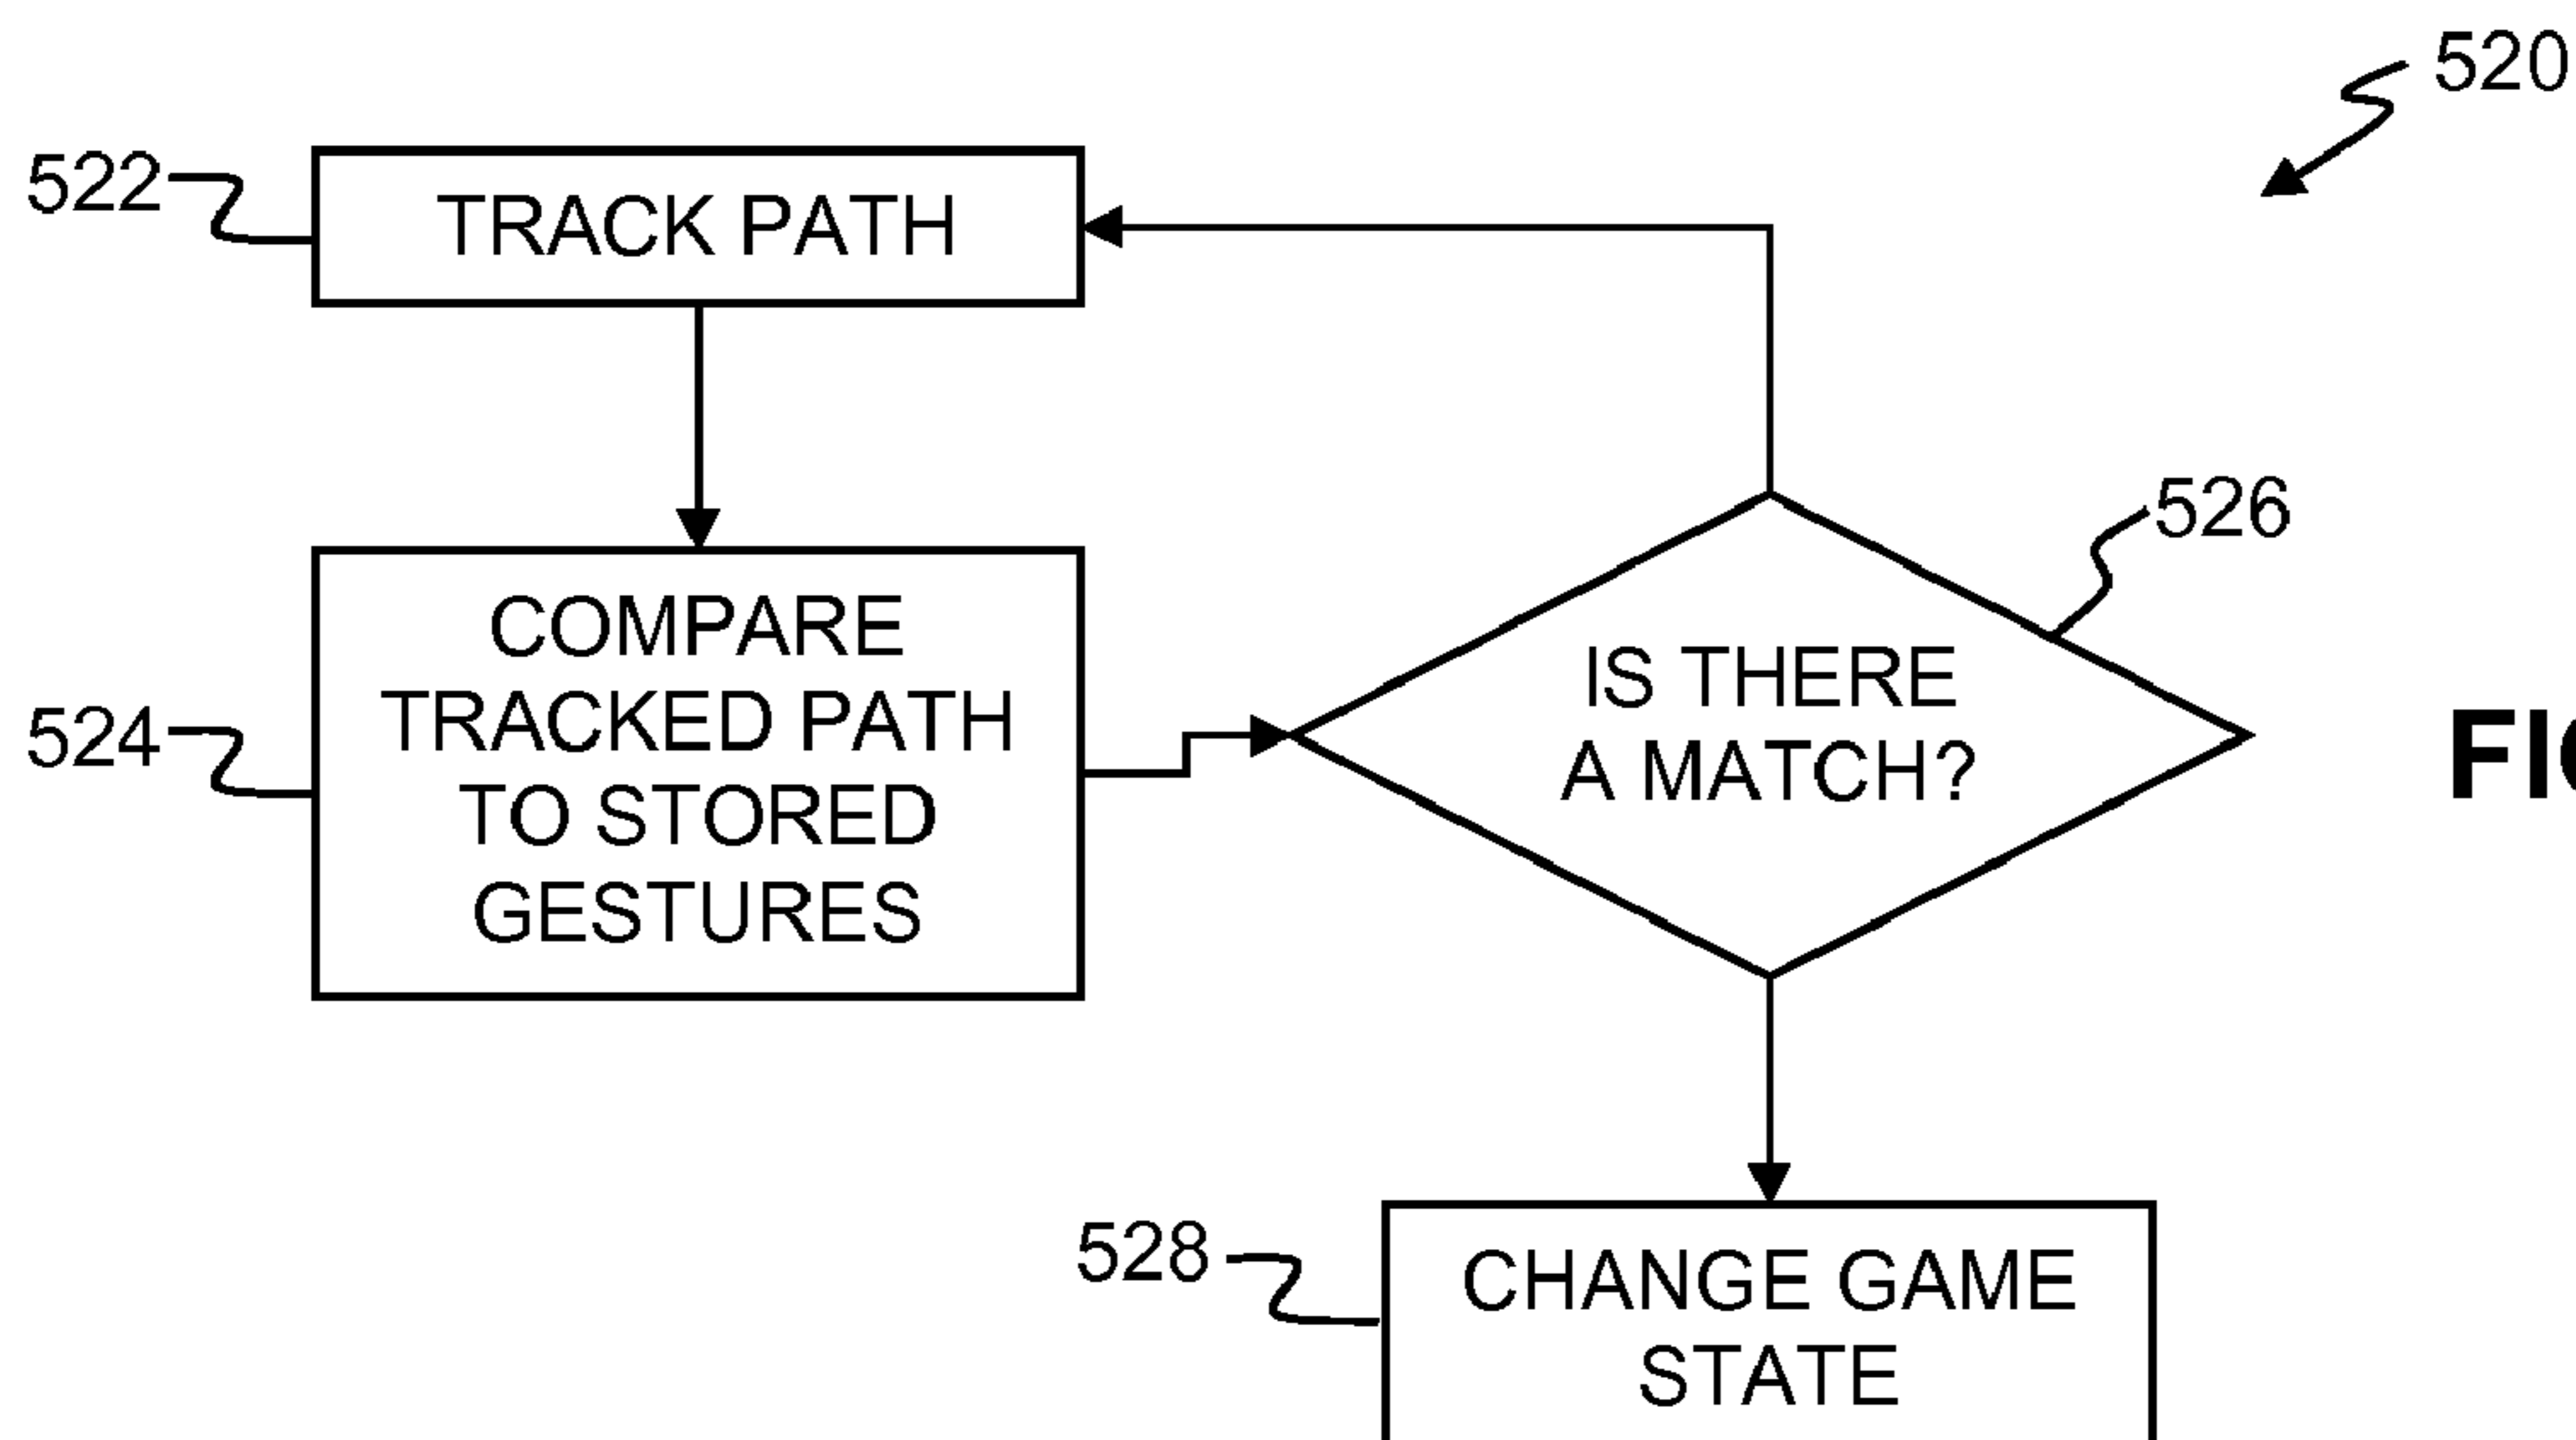 520
522
TRACK PATH
526
COMPARE
TRACKED PATH
TO STORED
GESTURES
524
IS THERE
A MATCH?
528
CHANGE GAME
STATE